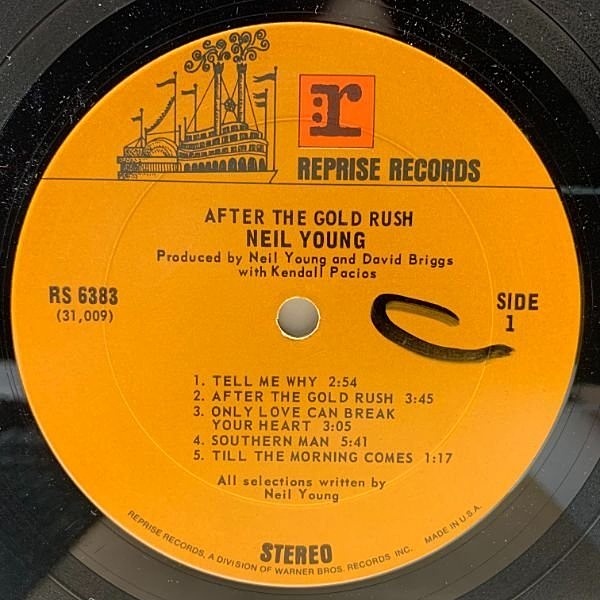 :r
REPRISE RECORDS
AFTER THE GOLD RUSH
NEIL YOUNG
Produced by Neil Young and David Briggs
with Kendall Pacios
RS 6383
(31,009)
SIDE
1
1. TELL ME WHY 2:54
2. AFTER THE GOLD RUSH 3:45
3. ONLY LOVE CAN BREAK
YOUR HEART 3:05
4. SOUTHERN MAN 5:41
5. TILL THE MORNING COMES 1:17
All selections written by
Neil Young
STEREO
REPRISE RECORDS, A DIVISION OF WARNER BROS. RECORDS INC. MADE IN U.S.A.